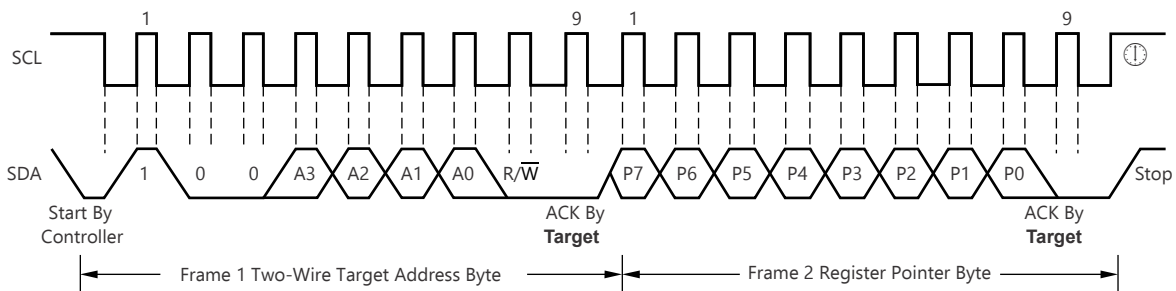 1 9 1 9
SCL
SDA 1 0 0 A3 A2 A1 A0 R/W̅ P7 P6 P5 P4 P3 P2 P1 P0 Stop
Start By ACK By ACK By
Controller Target Target
Frame 1 Two-Wire Target Address Byte Frame 2 Register Pointer Byte